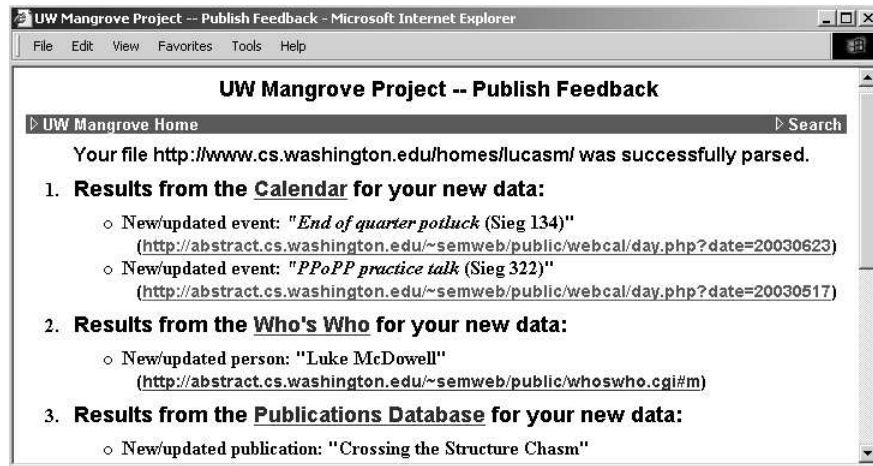 UW Mangrove Project -- Publish Feedback - Microsoft Internet Explorer
File Edit View Favorites Tools Help
UW Mangrove Project -- Publish Feedback
UW Mangrove Home Search
Your file http://www.cs.washington.edu/homes/lucasm/ was successfully parsed.
1. Results from the Calendar for your new data:
New/updated event: "End of quarter potluck (Sieg 134)"
(http://abstract.cs.washington.edu/~semweb/public/webcal/day.php?date=20030623)
New/updated event: "PPoPP practice talk (Sieg 322)"
(http://abstract.cs.washington.edu/~semweb/public/webcal/day.php?date=20030517)
2. Results from the Who's Who for your new data:
New/updated person: "Luke McDowell"
(http://abstract.cs.washington.edu/~semweb/public/whoswho.cgi#m)
3. Results from the Publications Database for your new data:
New/updated publication: "Crossing the Structure Chasm"